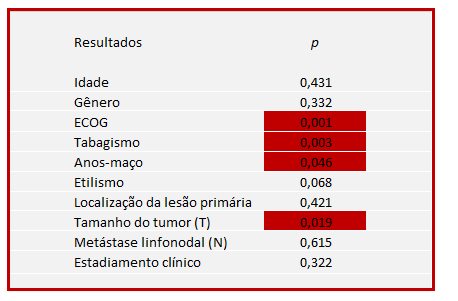 Resultados p
Idade 0,431
Gênero 0,332
ECOG 0,001
Tabagismo 0,003
Anos-maço 0,046
Etilismo 0,068
Localização da lesão primária 0,421
Tamanho do tumor (T) 0,019
Metástase linfonodal (N) 0,615
Estadiamento clínico 0,322